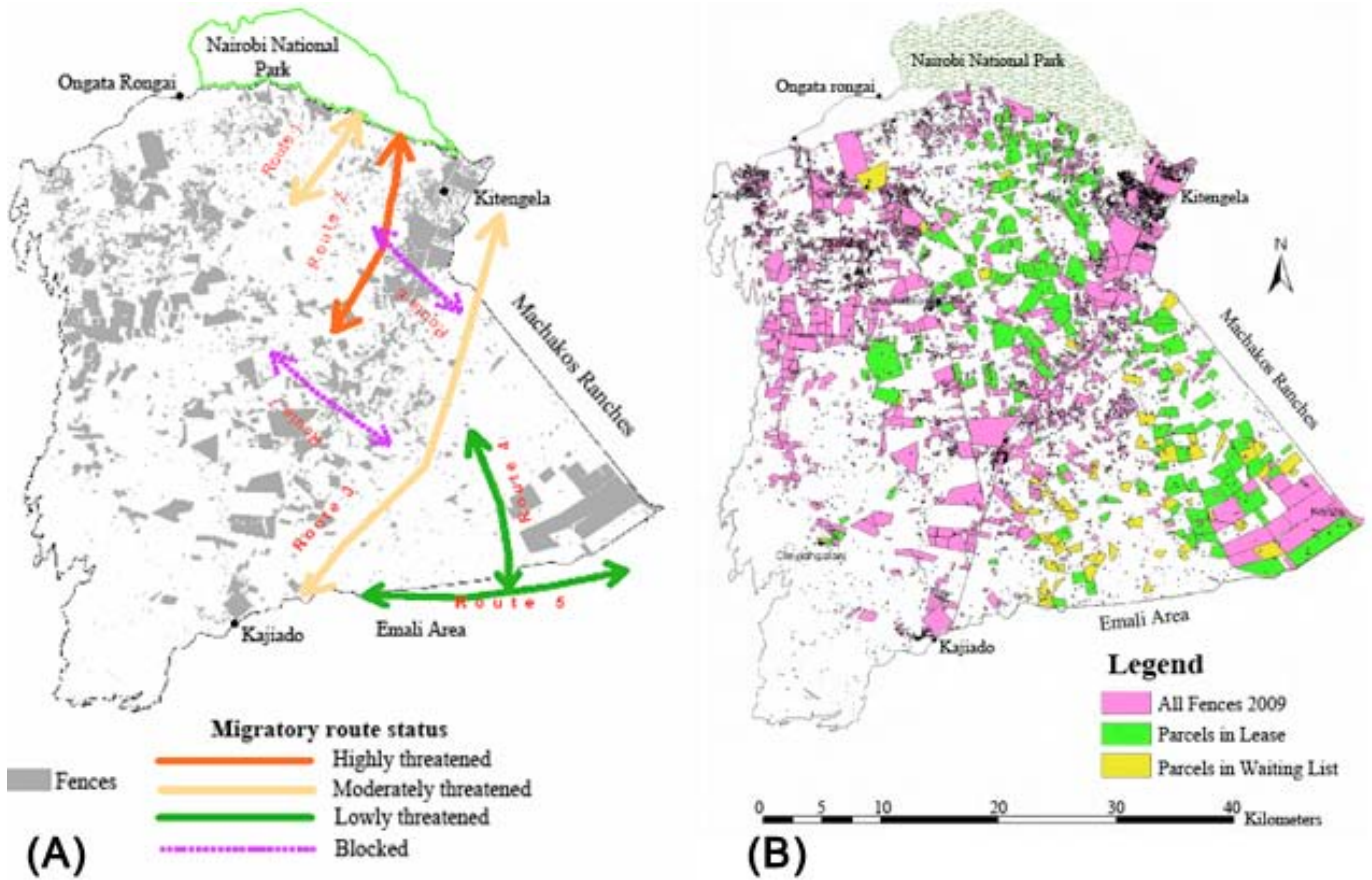 Nairobi National
Park
Ongata Rongai
Route 1
Route 2
Kitengela
Machakos Ranches
Route 3
Route 4
Route 5
Kajiado
Emali Area
Migratory route status
Fences
Highly threatened
Moderately threatened
Lowly threatened
Blocked
(A)
Nairobi National Park
Ongata rongai
Kitengela
N
Machakos Ranches
Emali Area
Kajiado
Legend
All Fences 2009
Parcels in Lease
Parcels in Waiting List
0 5 10 20 30 40
Kilometers
(B)